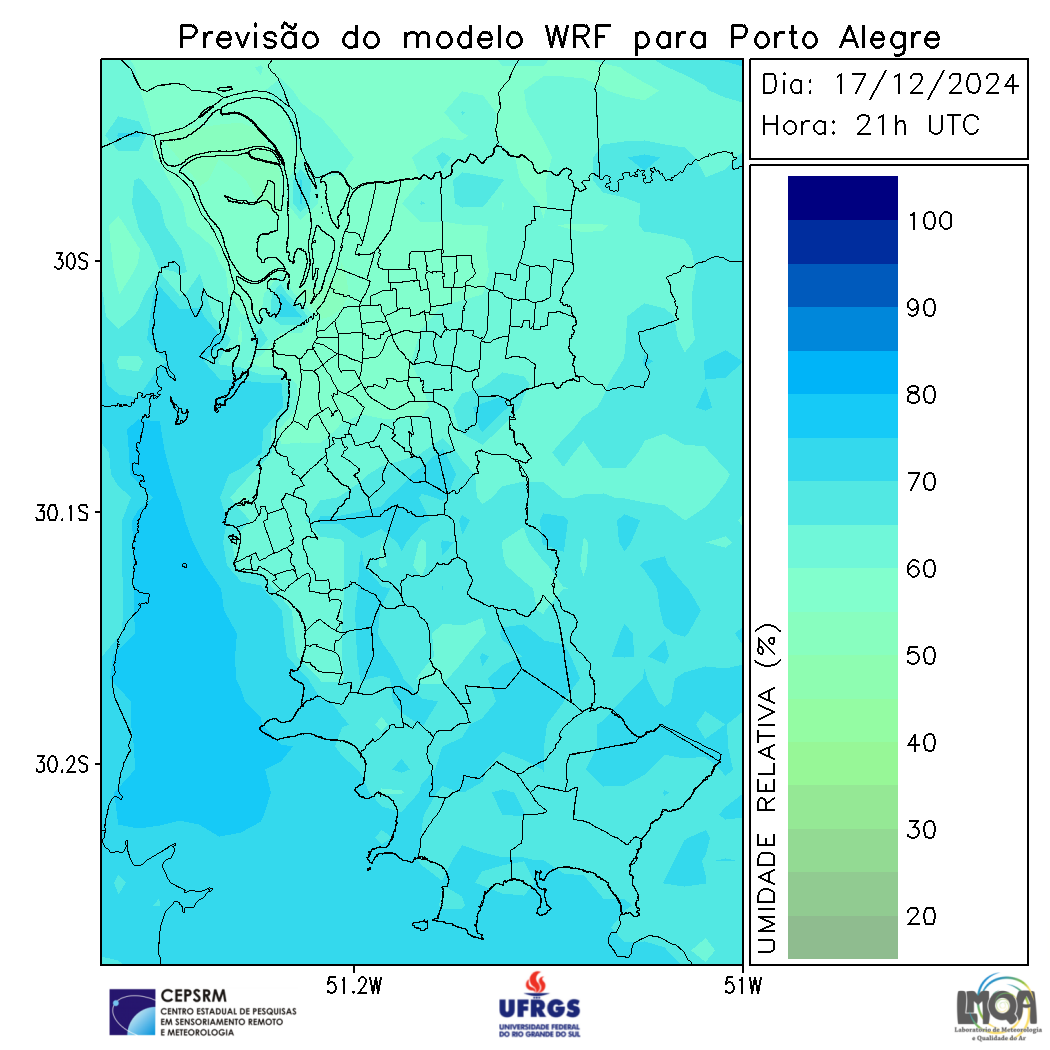 Previsão do modelo WRF para Porto Alegre
Dia: 17/12/2024
Hora: 21h UTC
100
90
80
70
60
50
40
30
20
UMIDADE RELATIVA (%)
30S
30.1S
30.2S
51.2W
51W
CEPSRM
CENTRO ESTADUAL DE PESQUISAS
EM SENSORIAMENTO REMOTO
E METEOROLOGIA
UFRGS
UNIVERSIDADE FEDERAL
DO RIO GRANDE DO SUL
LMQA
Laboratório de Meteorologia
e Qualidade do Ar